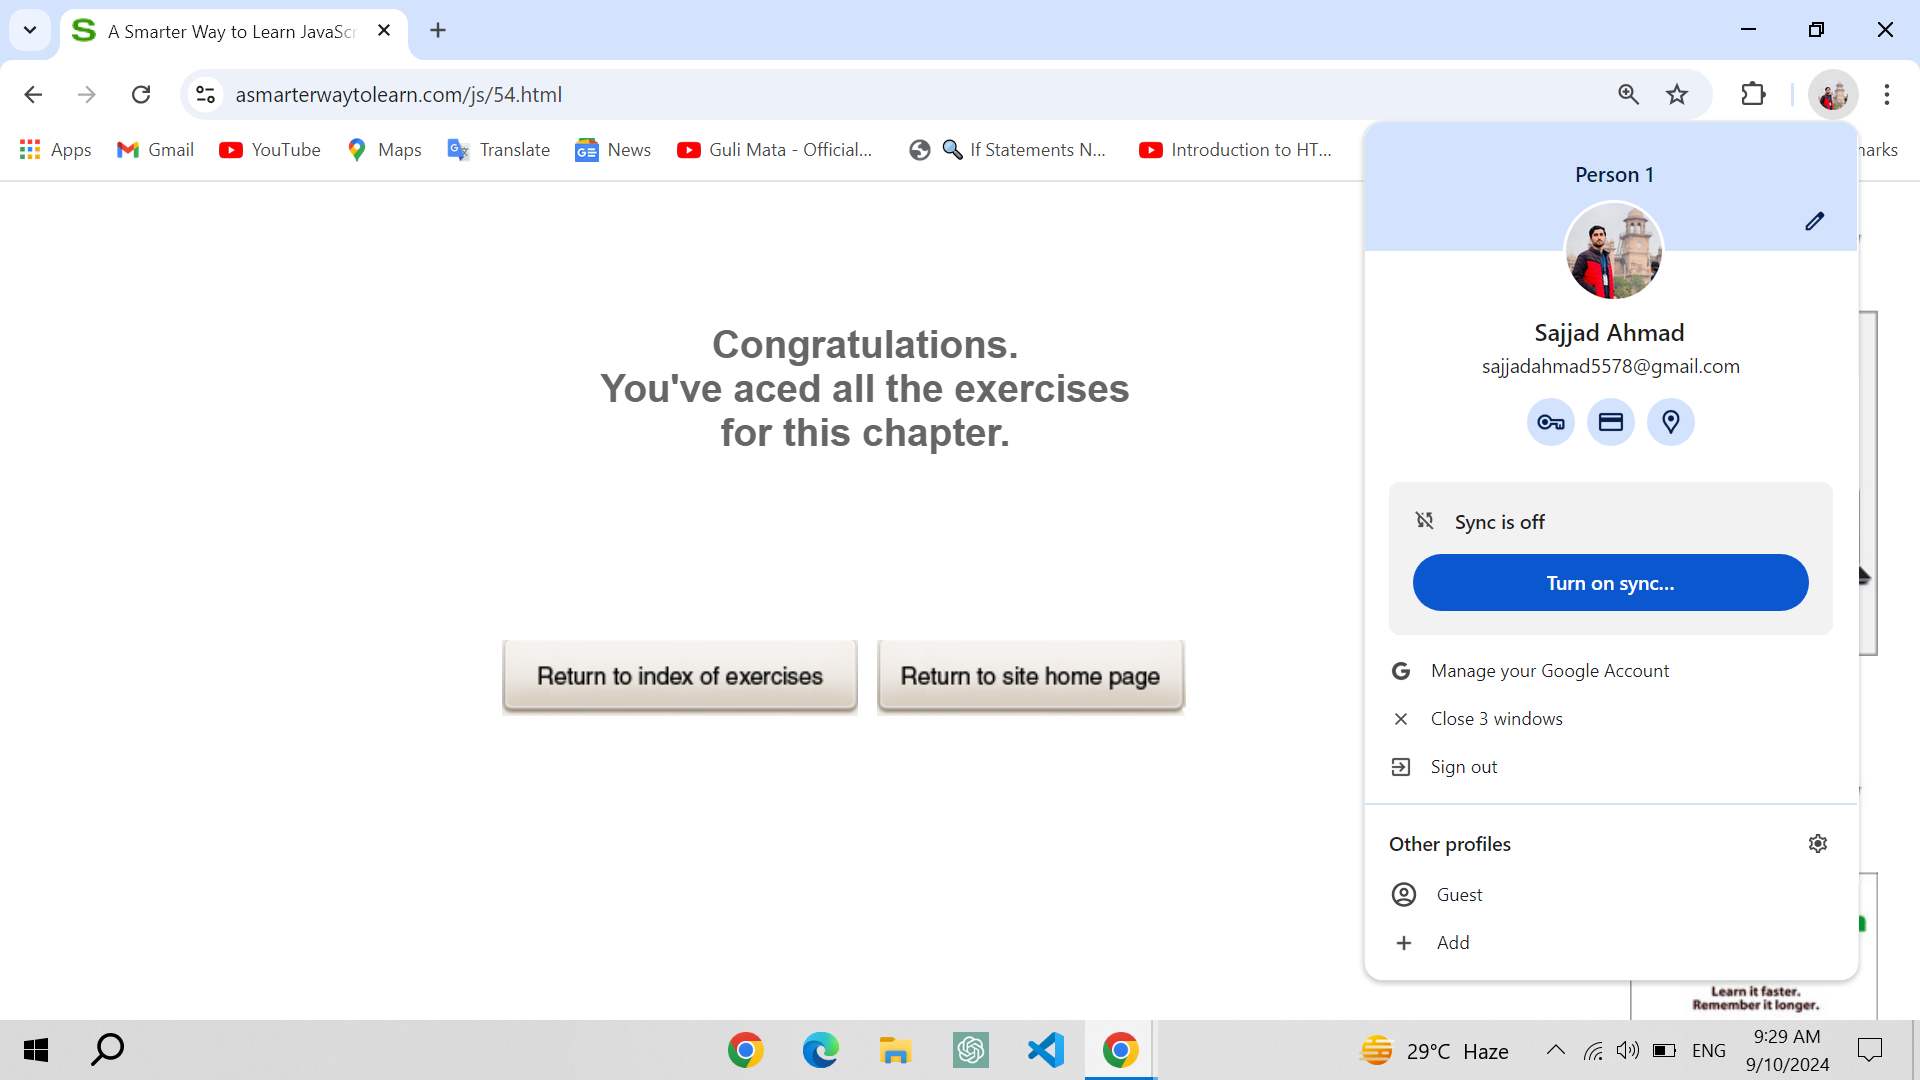 A Smarter Way to Learn JavaScr
asmarterwaytolearn.com/js/54.html
Apps
Gmail
YouTube
Maps
Translate
News
Guli Mata - Official...
If Statements N...
Introduction to HT...
Congratulations.
You've aced all the exercises
for this chapter.
Return to index of exercises
Return to site home page
Person 1
Sajjad Ahmad
sajjadahmad5578@gmail.com
Sync is off
Turn on sync...
Manage your Google Account
Close 3 windows
Sign out
Other profiles
Guest
Add
Learn it faster.
Remember it longer.
29°C Haze
ENG
9:29 AM
9/10/2024